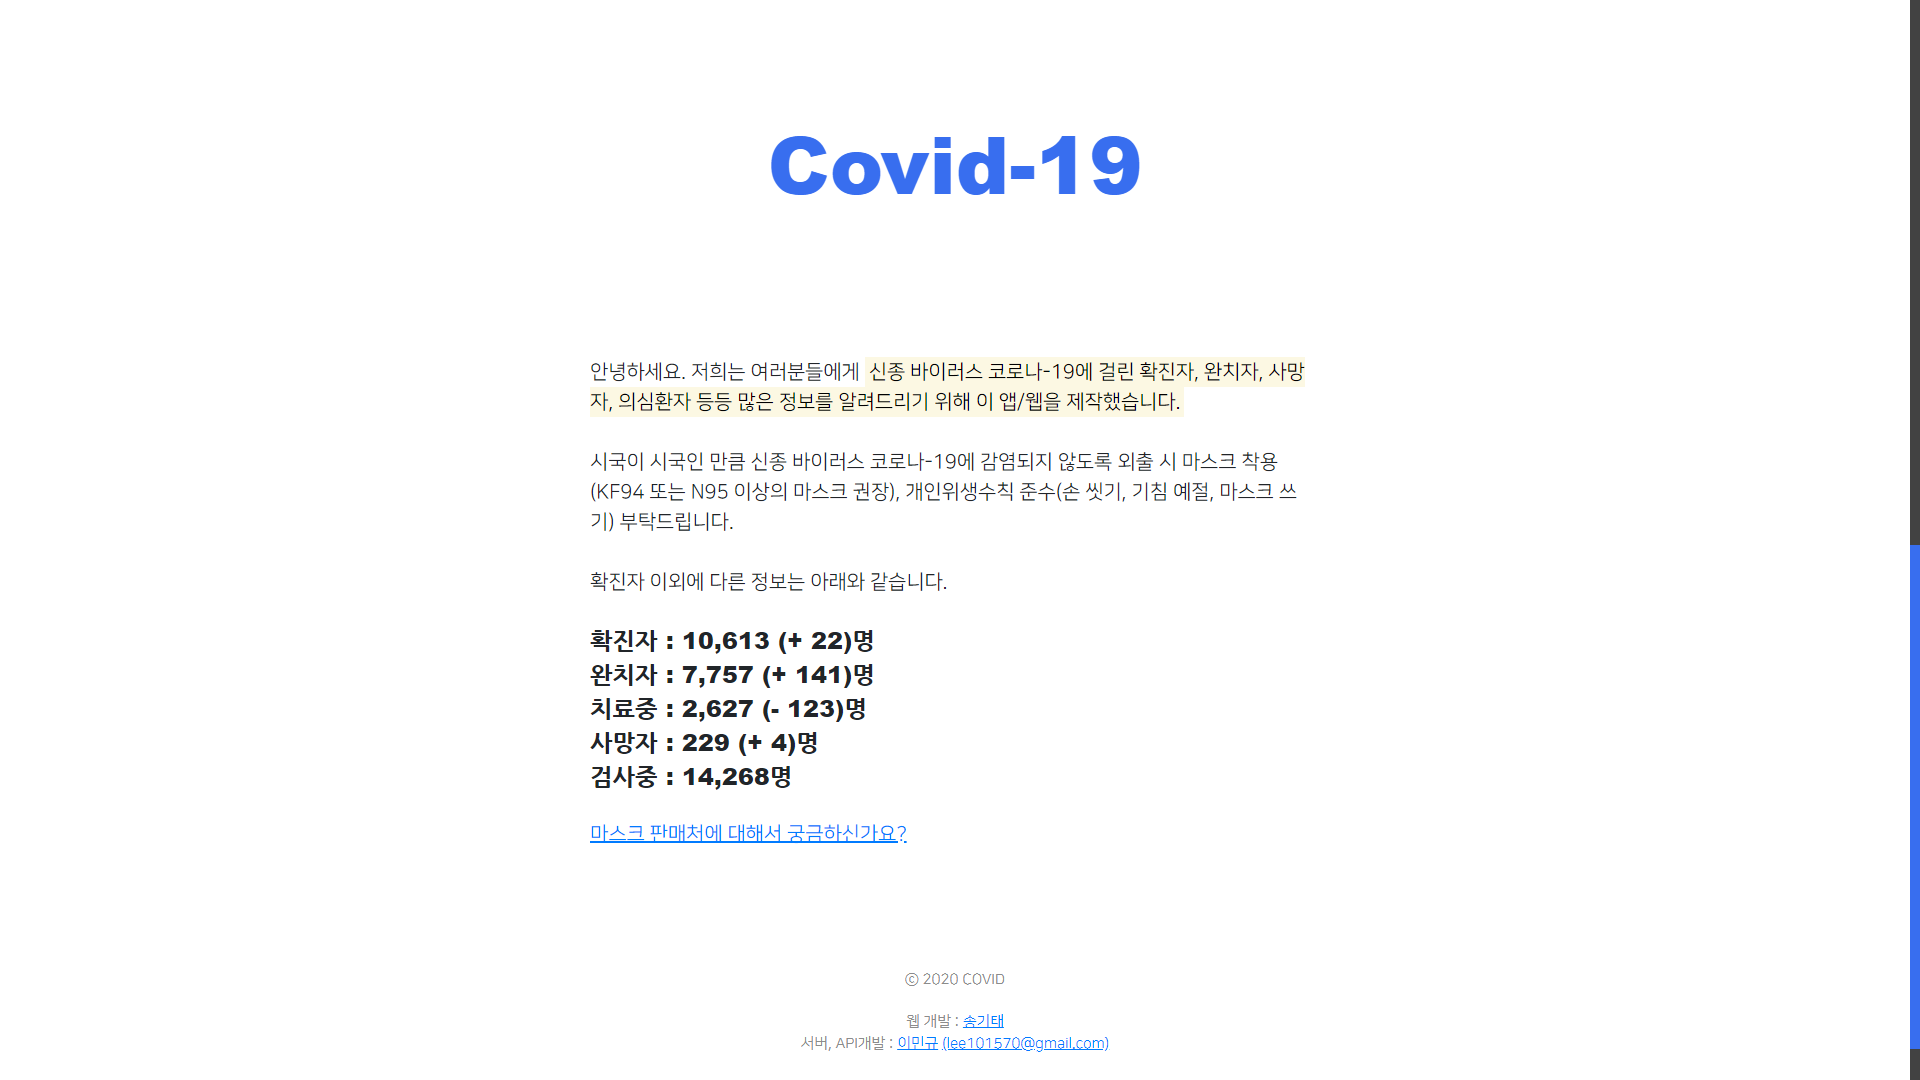 Covid-19
안녕하세요. 저희는 여러분들에게 신종 바이러스 코로나-19에 걸린 확진자, 완치자, 사망
자, 의심환자 등등 많은 정보를 알려드리기 위해 이 앱/웹을 제작했습니다.
시국이 시국인 만큼 신종 바이러스 코로나-19에 감염되지 않도록 외출 시 마스크 착용
(KF94 또는 N95 이상의 마스크 권장), 개인위생수칙 준수(손 씻기, 기침 예절, 마스크 쓰
기) 부탁드립니다.
확진자 이외에 다른 정보는 아래와 같습니다.
확진자 : 10,613 (+ 22)명
완치자 : 7,757 (+ 141)명
치료중 : 2,627 (- 123)명
사망자 : 229 (+ 4)명
검사중 : 14,268명
마스크 판매처에 대해서 궁금하신가요?
ⓒ 2020 COVID
웹 개발 : 송기태
서버, API개발 : 이민규 (lee101570@gmail.com)